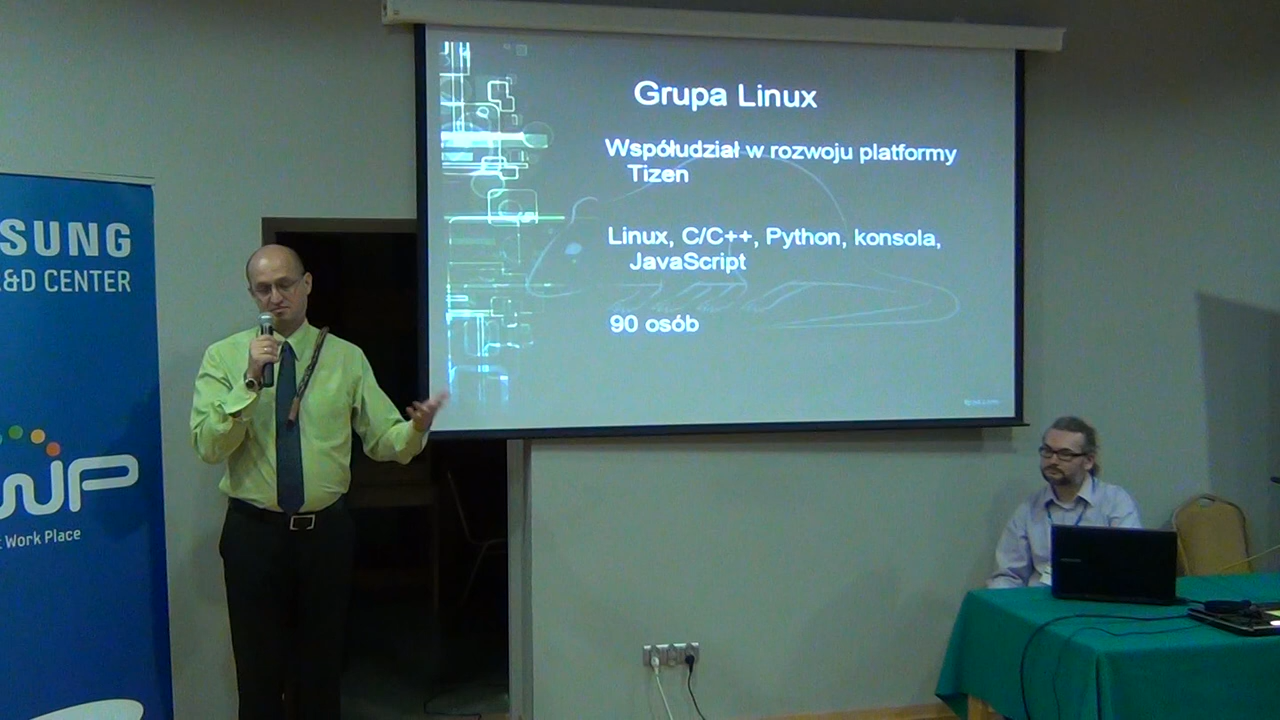 Grupa Linux
Współudział w rozwoju platformy
Tizen
Linux, C/C++, Python, konsola,
JavaScript
90 osób
SUNG
&D CENTER
WP
Work Place